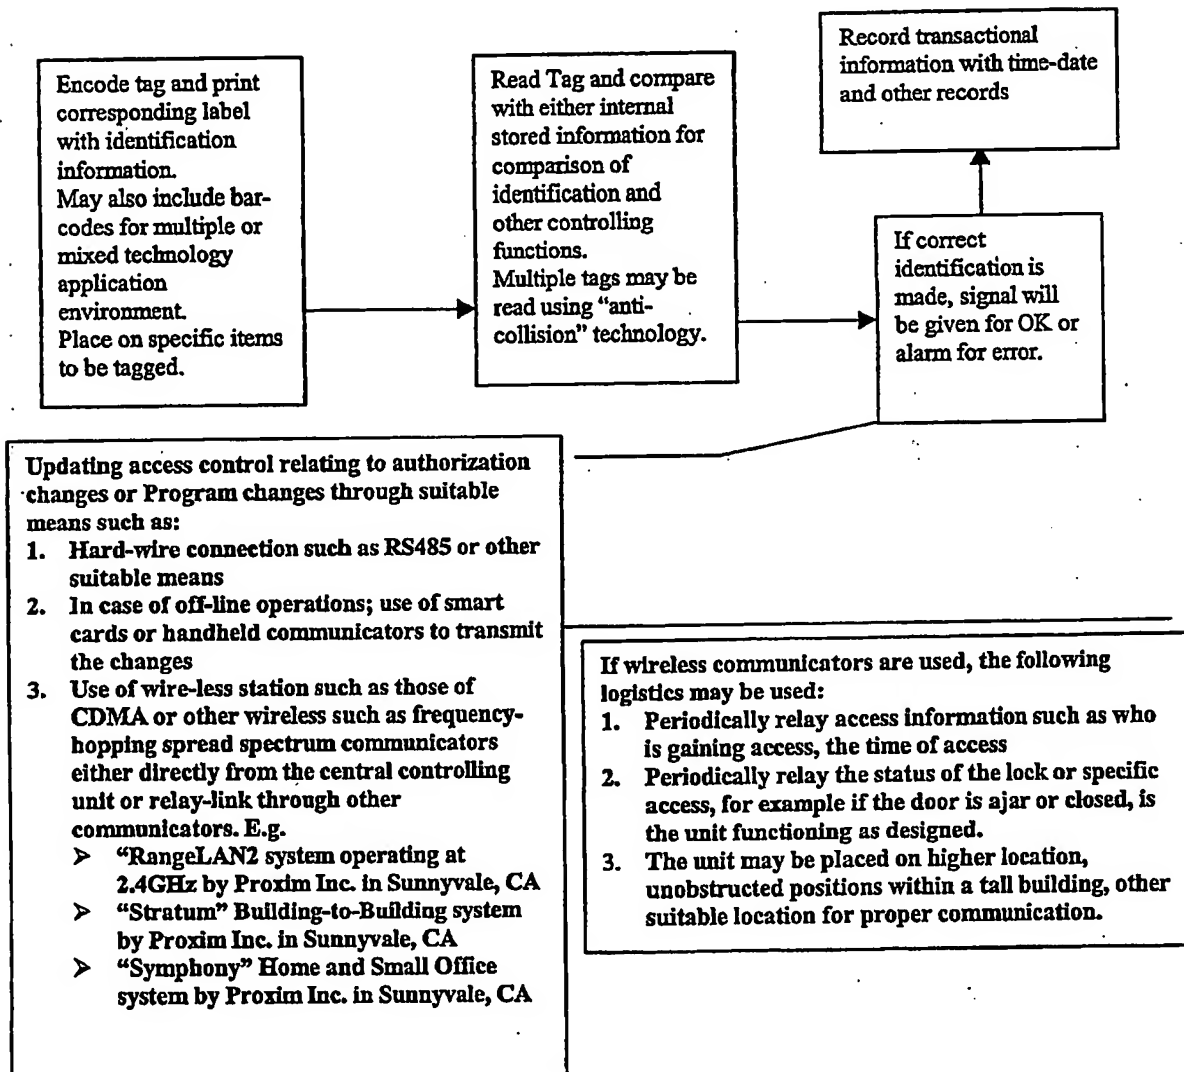 Encode tag and print
corresponding label
with identification
information.
May also include bar-
codes for multiple or
mixed technology
application
environment.
Place on specific items
to be tagged.
Read Tag and compare
with either internal
stored information for
comparison of
identification and
other controlling
functions.
Multiple tags may be
read using “anti-
collision” technology.
Record transactional
information with time-date
and other records
If correct
identification is
made, signal will
be given for OK or
alarm for error.
Updating access control relating to authorization
changes or Program changes through suitable
means such as:
1. Hard-wire connection such as RS485 or other
suitable means
2. In case of off-line operations; use of smart
cards or handheld communicators to transmit
the changes
3. Use of wire-less station such as those of
CDMA or other wireless such as frequency-
hopping spread spectrum communicators
either directly from the central controlling
unit or relay-link through other
communicators. E.g.
➢ “RangeLAN2 system operating at
2.4GHz by Proxim Inc. in Sunnyvale, CA
➢ “Stratum” Building-to-Building system
by Proxim Inc. in Sunnyvale, CA
➢ “Symphony” Home and Small Office
system by Proxim Inc. in Sunnyvale, CA
If wireless communicators are used, the following
logistics may be used:
1. Periodically relay access information such as who
is gaining access, the time of access
2. Periodically relay the status of the lock or specific
access, for example if the door is ajar or closed, is
the unit functioning as designed.
3. The unit may be placed on higher location,
unobstructed positions within a tall building, other
suitable location for proper communication.